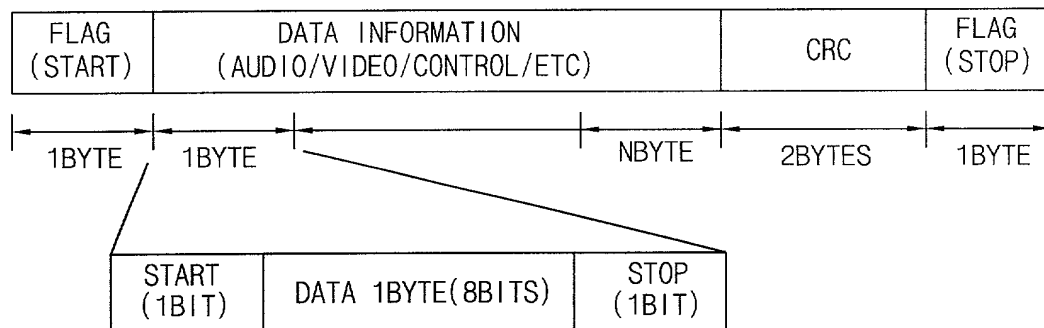 FLAG
(START)
DATA INFORMATION
(AUDIO/VIDEO/CONTROL/ETC)
CRC
FLAG
(STOP)
1BYTE
1BYTE
NBYTE
2BYTES
1BYTE
START
(1BIT)
DATA 1BYTE(8BITS)
STOP
(1BIT)